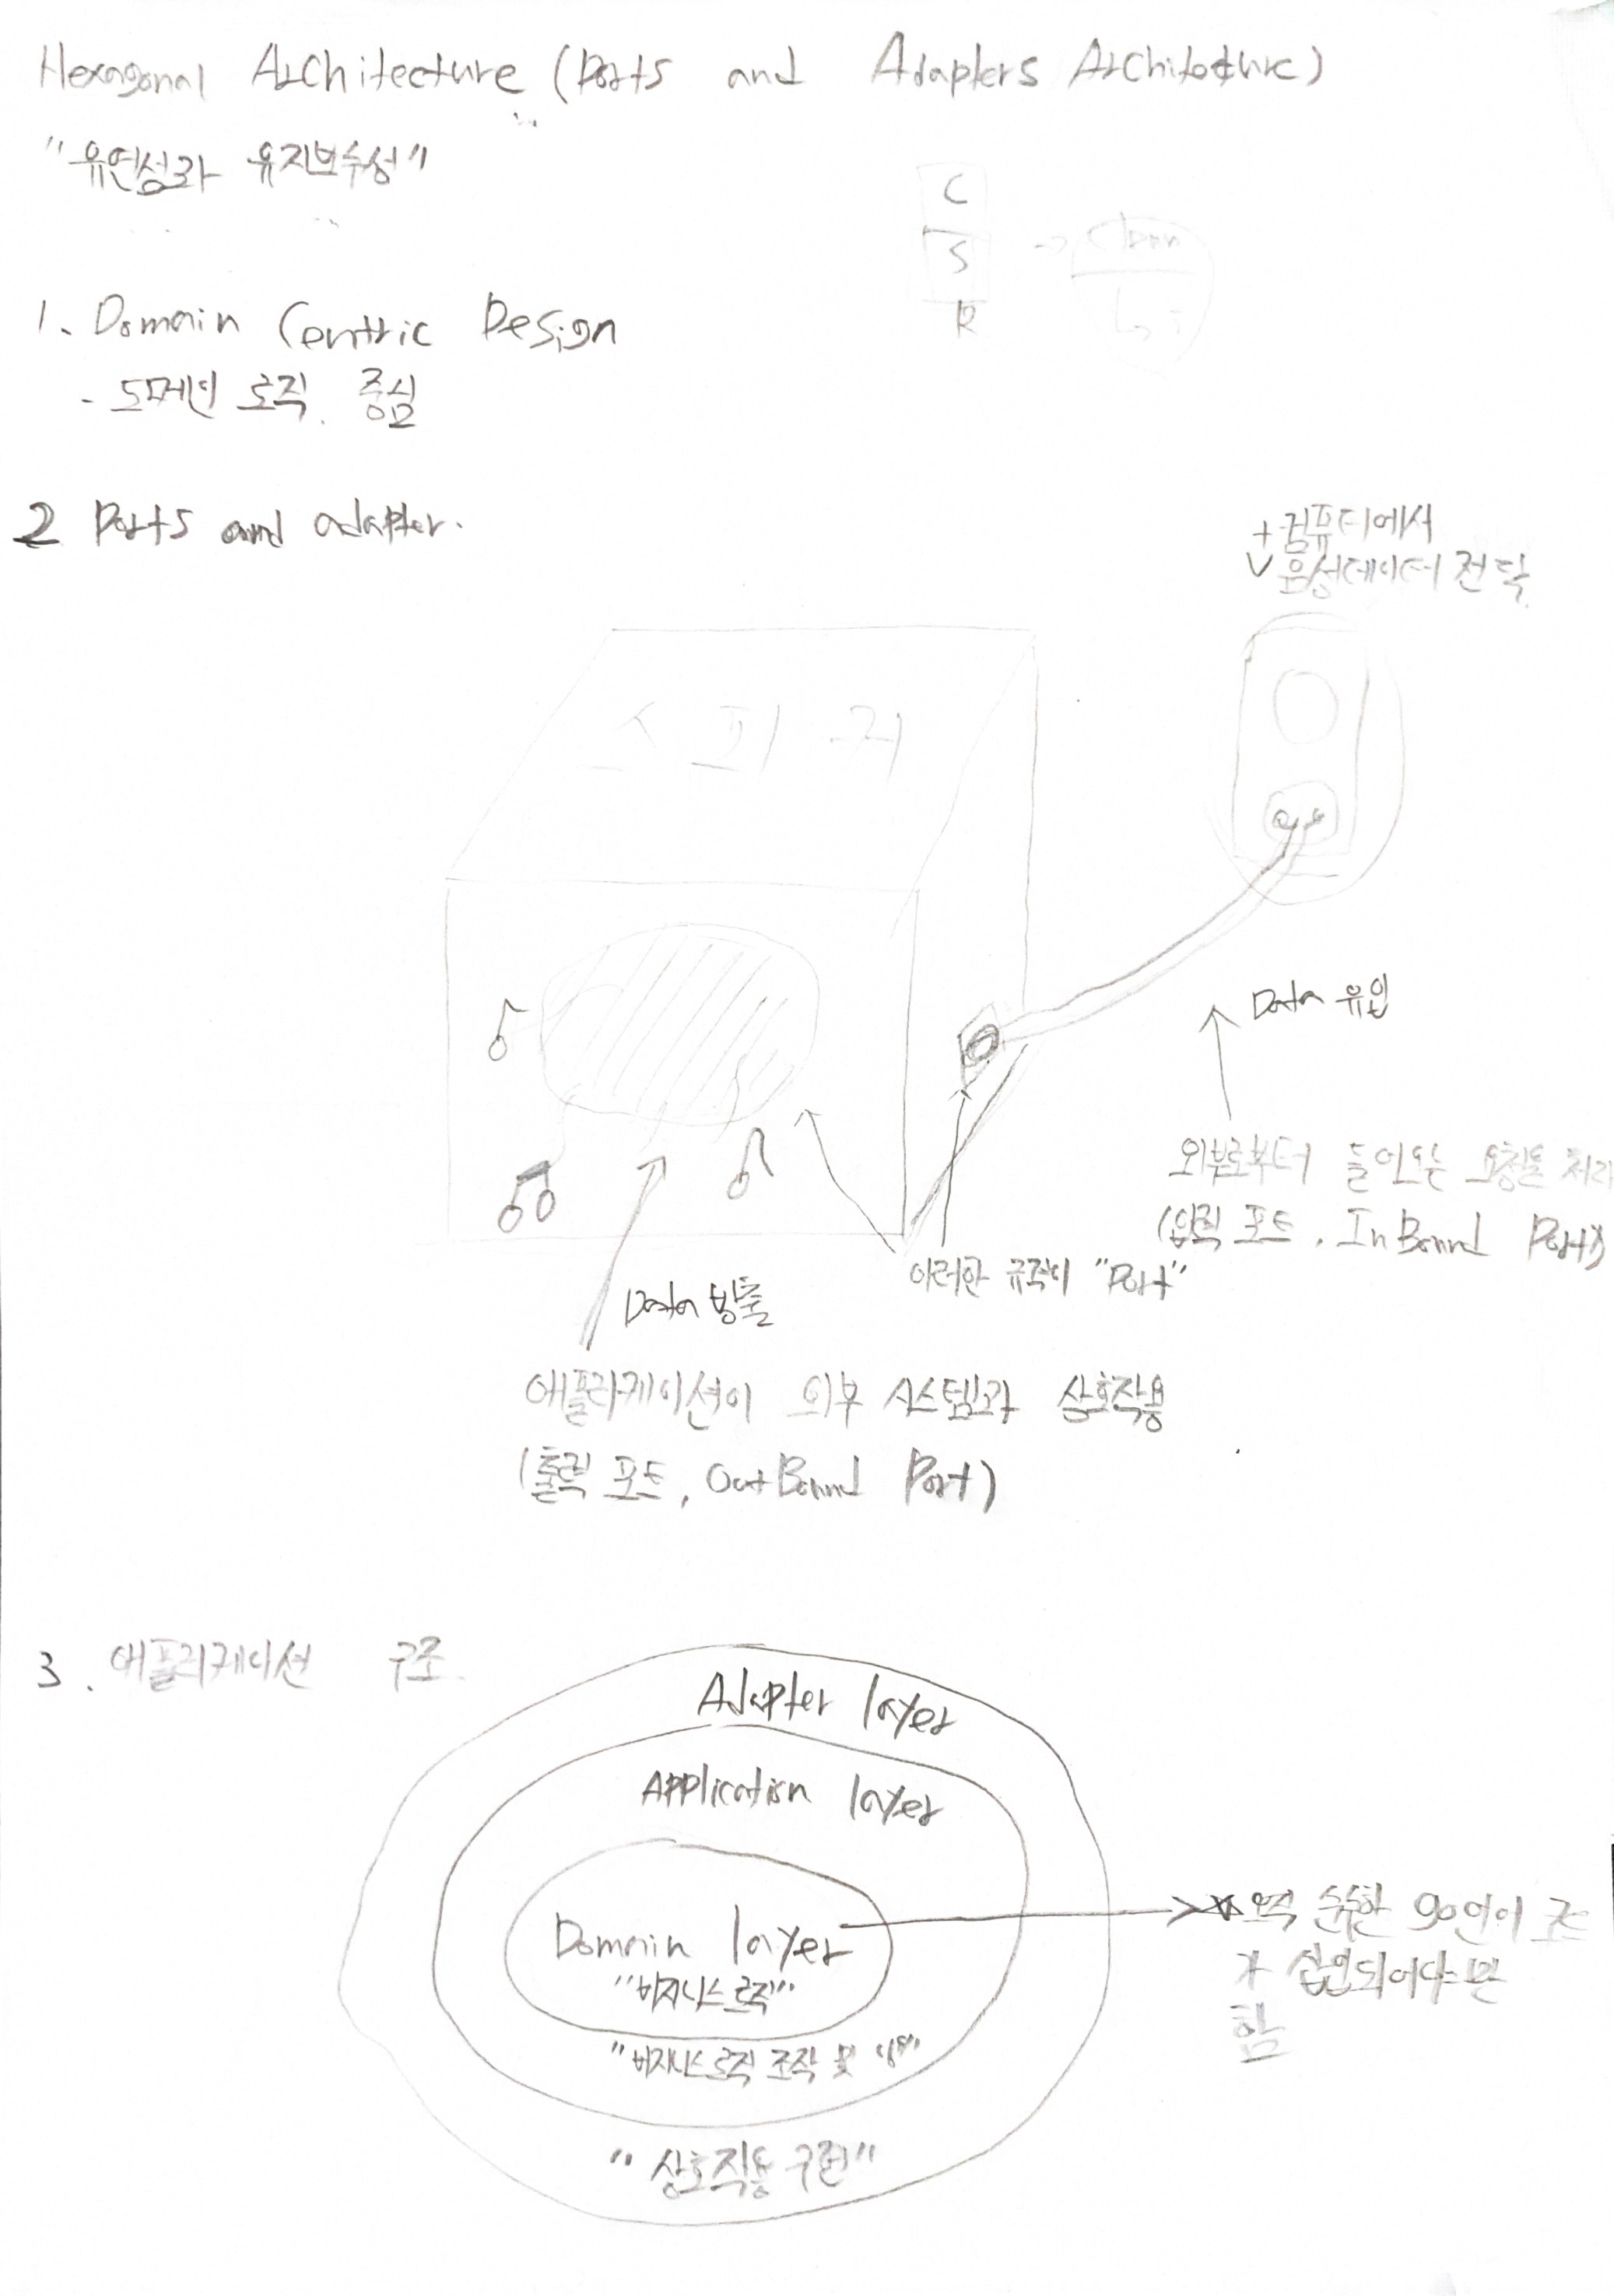 Hexagonal Architecture (Ports and Adapters Architecture)
"유연성과 유지보수성"
C
S
R
1. Domain Centric Design
-도메인 로직 중심
2 Ports and adapter.
+ 컴퓨터에서
음성데이터 전달
스피커
Data 유입
외부로부터 들어오는 요청을 처리
(입력 포트, InBound Port)
이러한 규격이 "Port"
Data 방출
애플리케이션이 외부 시스템과 상호작용
(출력 포트, OutBound Port)
3. 애플리케이션 구조
Adapter layer
Application layer
Domain layer
"비지니스로직"
"비지니스로직 조작 및
"상호작용 구현"
오직 순수한 go언어 코드
가 삽입되어야만
함